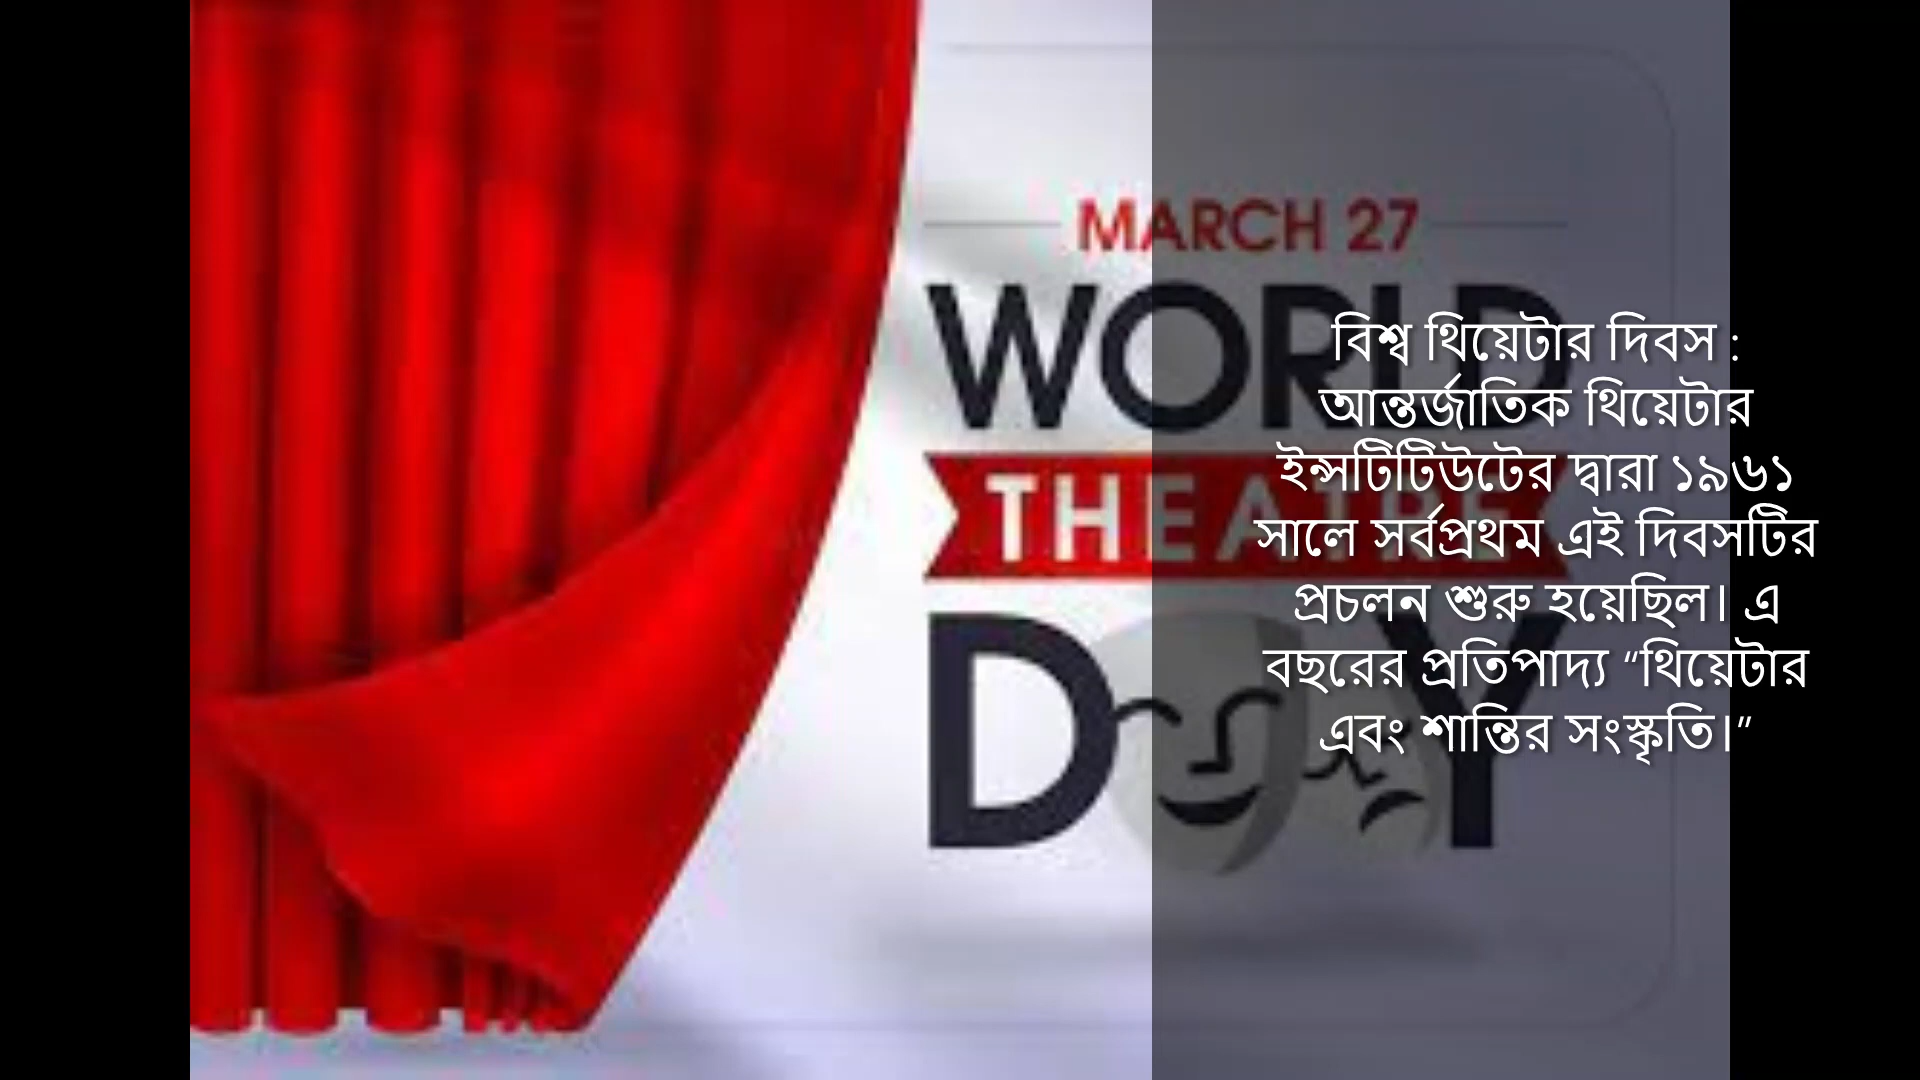 MARCH 27
WORLD
THEATRE
DAY
বিশ্ব থিয়েটার দিবস :
আন্তর্জাতিক থিয়েটার
ইন্সটিটিউটের দ্বারা ১৯৬১
সালে সর্বপ্রথম এই দিবসটির
প্রচলন শুরু হয়েছিল। এ
বছরের প্রতিপাদ্য “থিয়েটার
এবং শান্তির সংস্কৃতি।”